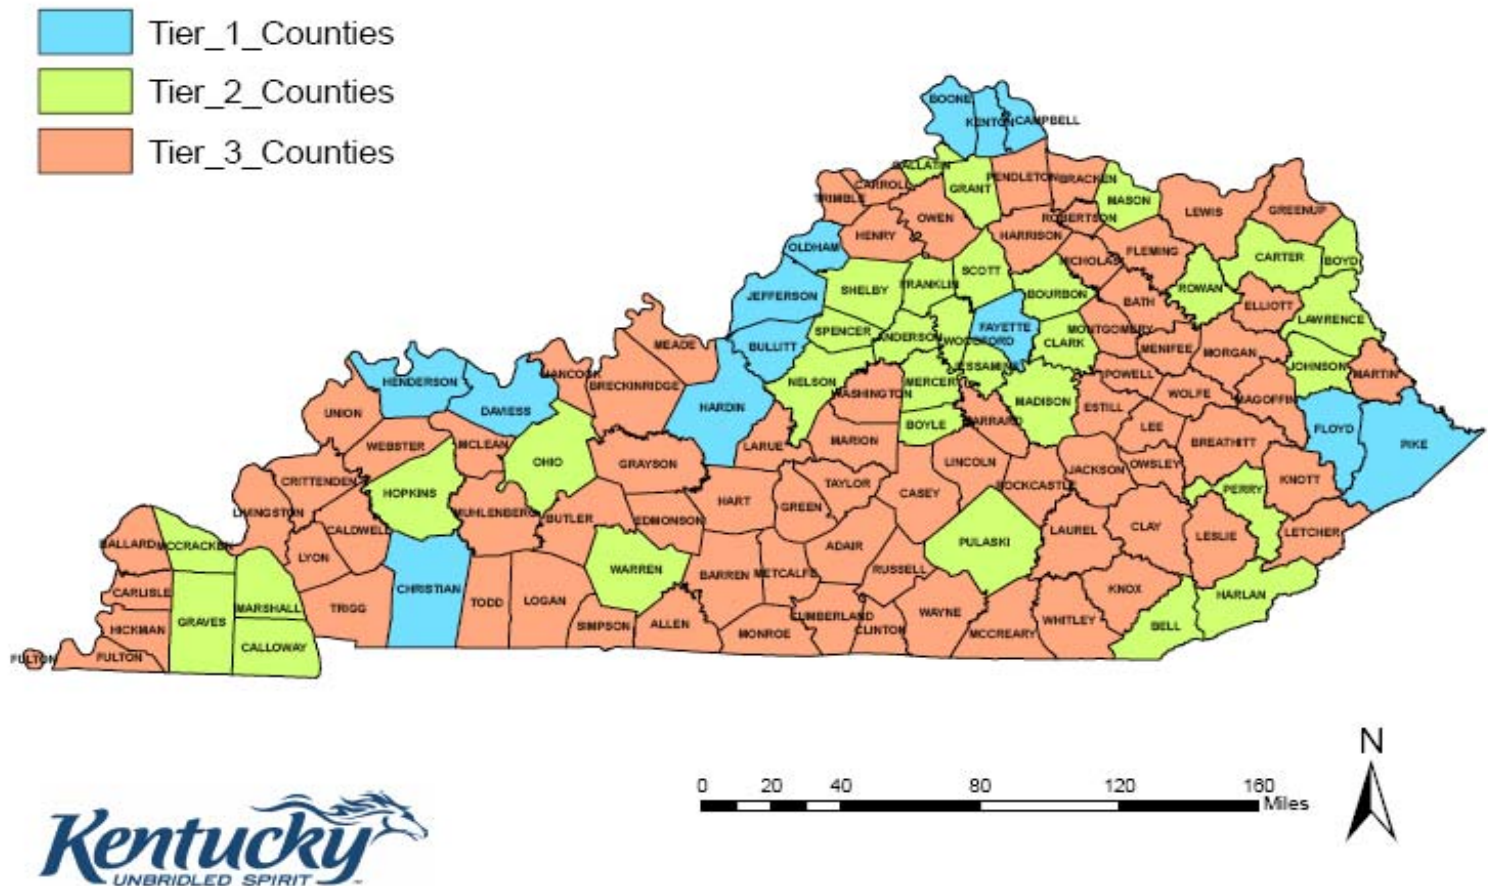 Tier_1_Counties
Tier_2_Counties
Tier_3_Counties
BOONE
KENTON
CAMPBELL
GALLATIN
GRANT
PENDLETON
BRACKEN
MASON
CARROLL
TRIMBLE
OWEN
ROBERTSON
LEWIS
GREENUP
HENRY
HARRISON
FLEMING
OLDHAM
NICHOLAS
CARTER
BOYD
SCOTT
SHELBY
FRANKLIN
BOURBON
ROWAN
JEFFERSON
BATH
ELLIOTT
LAWRENCE
SPENCER
ANDERSON
WOODFORD
FAYETTE
CLARK
MONTGOMERY
MEADE
BULLITT
MENIFEE
MORGAN
JESSAMINE
JOHNSON
MARTIN
HANCOCK
BRECKINRIDGE
NELSON
MERCER
WASHINGTON
POWELL
HENDERSON
WOLFE
MAGOFFIN
MADISON
ESTILL
UNION
DAVIESS
HARDIN
BOYLE
GARRARD
LEE
FLOYD
PIKE
WEBSTER
MCLEAN
LARUE
MARION
BREATHITT
OHIO
GRAYSON
LINCOLN
JACKSON
OWSLEY
CRITTENDEN
HOPKINS
TAYLOR
CASEY
ROCKCASTLE
PERRY
KNOTT
HART
GREEN
LIVINGSTON
MUHLENBERG
BUTLER
EDMONSON
CALDWELL
LAUREL
CLAY
LESLIE
LETCHER
BALLARD
MCCRACKEN
LYON
ADAIR
PULASKI
WARREN
BARREN
METCALFE
RUSSELL
CARLISLE
CHRISTIAN
KNOX
HARLAN
MARSHALL
TRIGG
TODD
LOGAN
GRAVES
CUMBERLAND
WAYNE
WHITLEY
HICKMAN
SIMPSON
ALLEN
MONROE
CLINTON
MCCREARY
BELL
CALLOWAY
FULTON
FULTON
N
0 20 40 80 120 160
Miles
Kentucky
UNBRIDLED SPIRIT